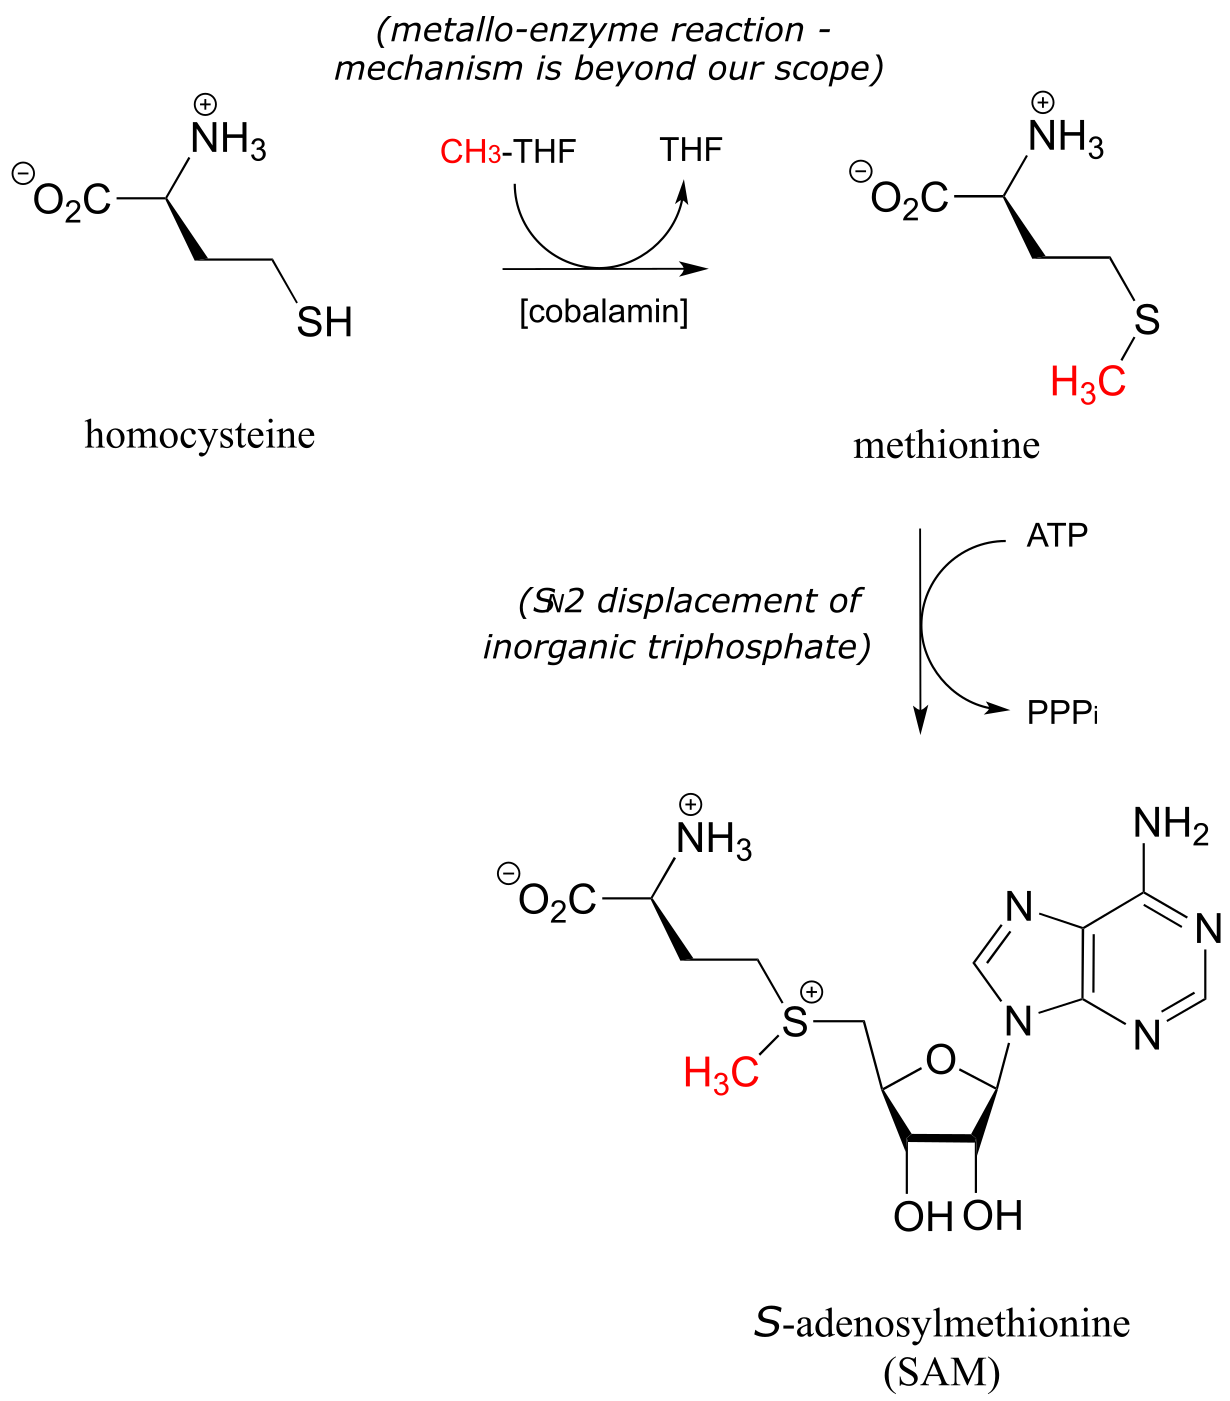 (metallo-enzyme reaction -
mechanism is beyond our scope)
⊕
NH₃
⊖
O₂C
SH
homocysteine
CH₃-THF
THF
[cobalamin]
⊕
NH₃
⊖
O₂C
S
H₃C
methionine
ATP
(S_N2 displacement of
inorganic triphosphate)
PPPi
⊕
NH₃
⊖
O₂C
⊕
S
H₃C
NH₂
N
N
N
N
O
OH OH
S-adenosylmethionine
(SAM)